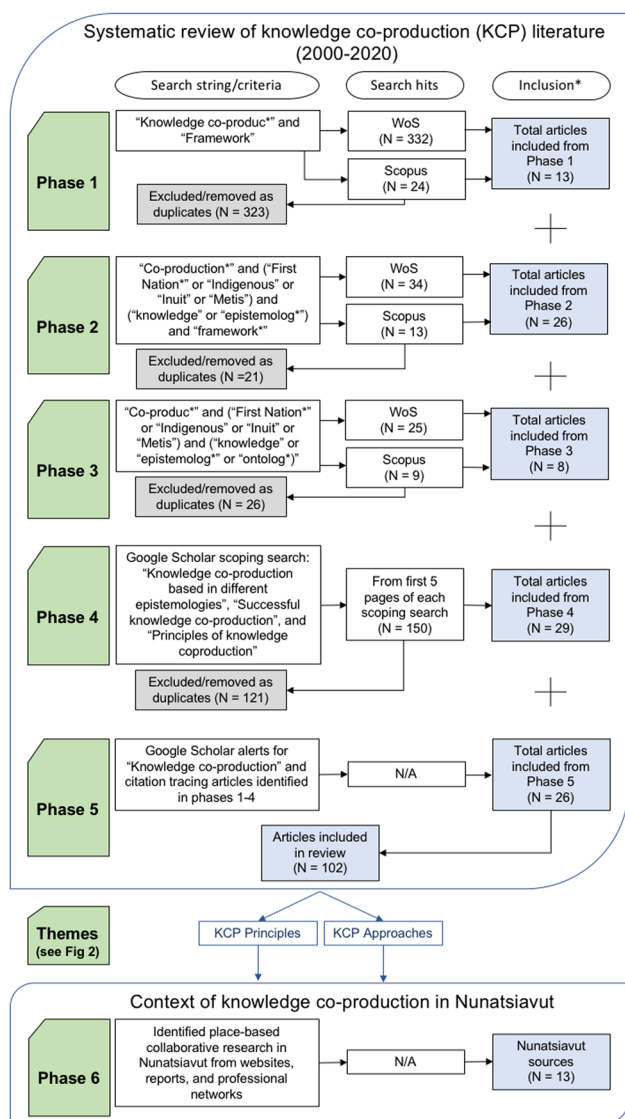 Systematic review of knowledge co-production (KCP) literature
(2000-2020)
Search string/criteria
Search hits
Inclusion*
Phase 1
“Knowledge co-produc*” and
“Framework”
WoS
(N = 332)
Scopus
(N = 24)
Total articles
included from
Phase 1
(N = 13)
Excluded/removed as
duplicates (N = 323)
Phase 2
“Co-production*” and (“First
Nation*” or “Indigenous” or
“Inuit” or “Metis”) and
(“knowledge” or “epistemolog*”)
and “framework*”
WoS
(N = 34)
Scopus
(N = 13)
Total articles
included from
Phase 2
(N = 26)
Excluded/removed as
duplicates (N =21)
Phase 3
“Co-produc*” and (“First Nation*”
or “Indigenous” or “Inuit” or
“Metis”) and (“knowledge” or
“epistemolog*” or “ontolog*)”
WoS
(N = 25)
Scopus
(N = 9)
Total articles
included from
Phase 3
(N = 8)
Excluded/removed as
duplicates (N = 26)
Phase 4
Google Scholar scoping search:
“Knowledge co-production
based in different
epistemologies”, “Successful
knowledge co-production”, and
“Principles of knowledge
coproduction”
From first 5
pages of each
scoping search
(N = 150)
Total articles
included from
Phase 4
(N = 29)
Excluded/removed as
duplicates (N = 121)
Phase 5
Google Scholar alerts for
“Knowledge co-production” and
citation tracing articles identified
in phases 1-4
N/A
Total articles
included from
Phase 5
(N = 26)
Articles included
in review
(N = 102)
Themes
(see Fig 2)
KCP Principles
KCP Approaches
Context of knowledge co-production in Nunatsiavut
Phase 6
Identified place-based
collaborative research in
Nunatsiavut from websites,
reports, and professional
networks
N/A
Nunatsiavut
sources
(N = 13)